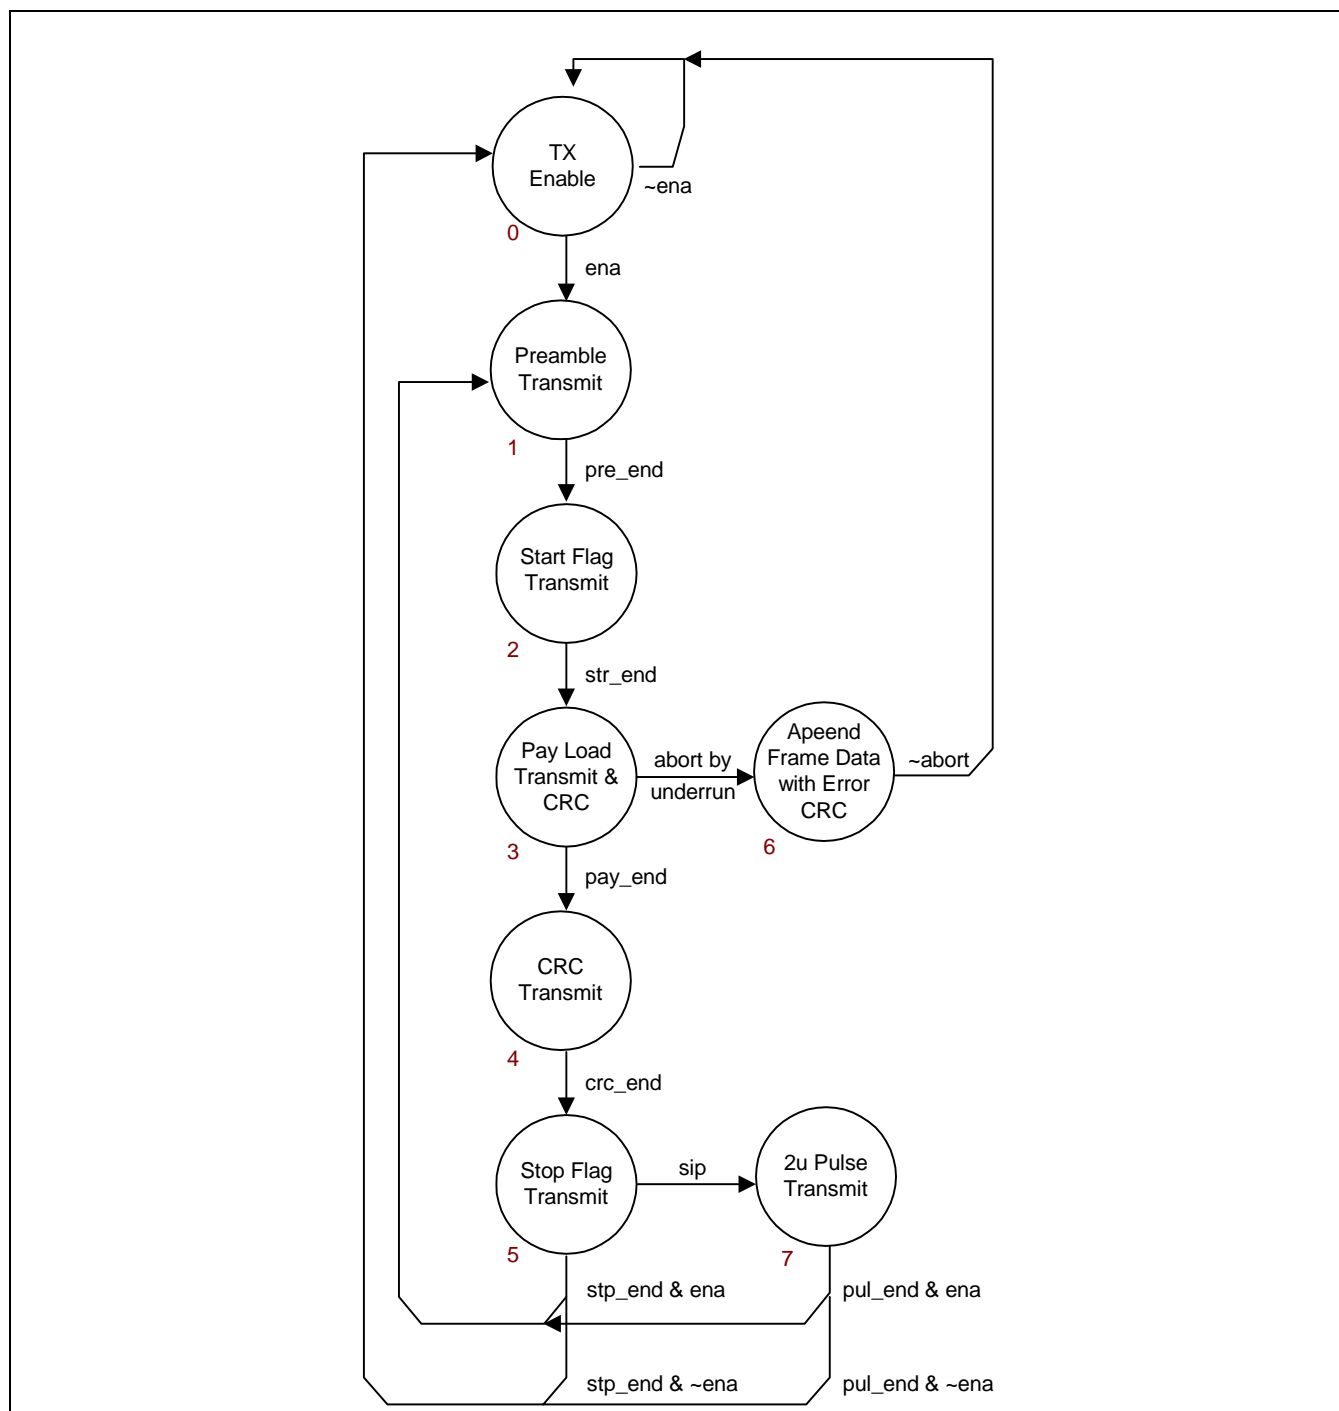 TX
Enable
~ena
0
ena
Preamble
Transmit
1
pre_end
Start Flag
Transmit
2
str_end
Pay Load
Transmit &
CRC
3
abort by
underrun
Apeend
Frame Data
with Error
CRC
6
~abort
pay_end
CRC
Transmit
4
crc_end
Stop Flag
Transmit
5
sip
2u Pulse
Transmit
7
stp_end & ena
pul_end & ena
stp_end & ~ena
pul_end & ~ena